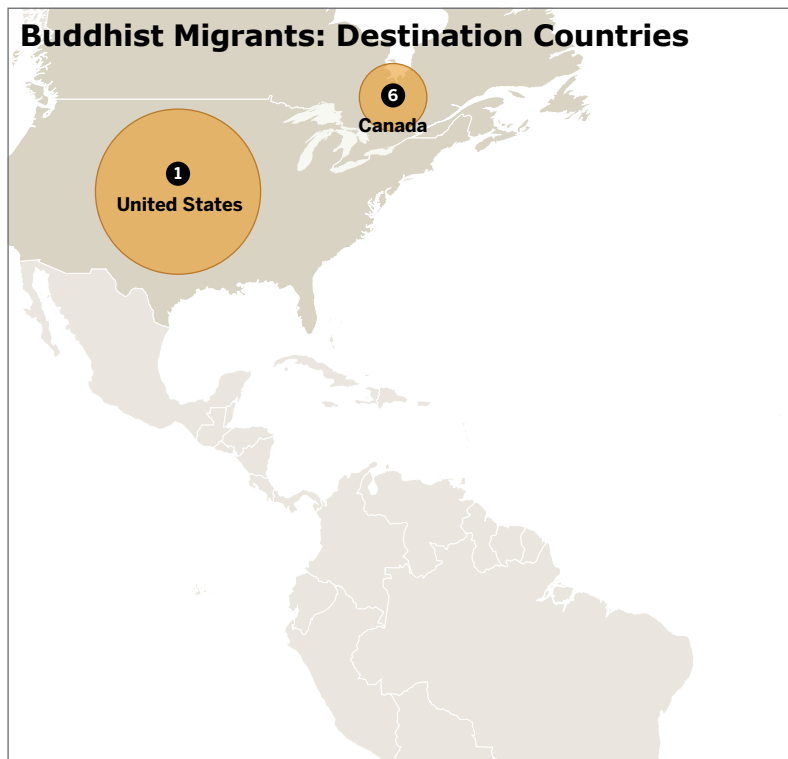 Buddhist Migrants: Destination Countries
6
Canada
1
United States